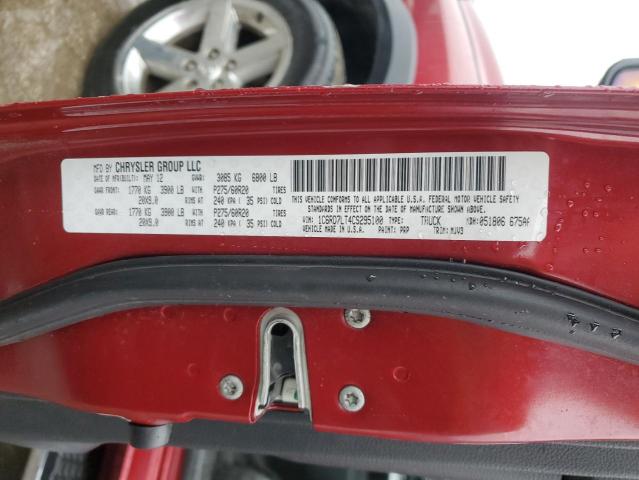 MFD BY CHRYSLER GROUP LLC
DATE OF MFR(BUILT): MAY 12 GVWR: 3085 KG 6800 LB
GAWR FRONT: 1770 KG 3900 LB WITH P275/60R20 TIRES
20X9.0 RIMS AT 240 KPA ( 35 PSI) COLD
GAWR REAR: 1770 KG 3900 LB WITH P275/60R20 TIRES
20X9.0 RIMS AT 240 KPA ( 35 PSI) COLD
THIS VEHICLE CONFORMS TO ALL APPLICABLE U.S.A. FEDERAL MOTOR VEHICLE SAFETY
STANDARDS IN EFFECT ON THE DATE OF MANUFACTURE SHOWN ABOVE.
VIN: 1C6RD7LT4CS295100 TYPE: TRUCK MDH: 051806 675A
VEHICLE MADE IN U.S.A. PAINT: PRP TRIM: MJV9